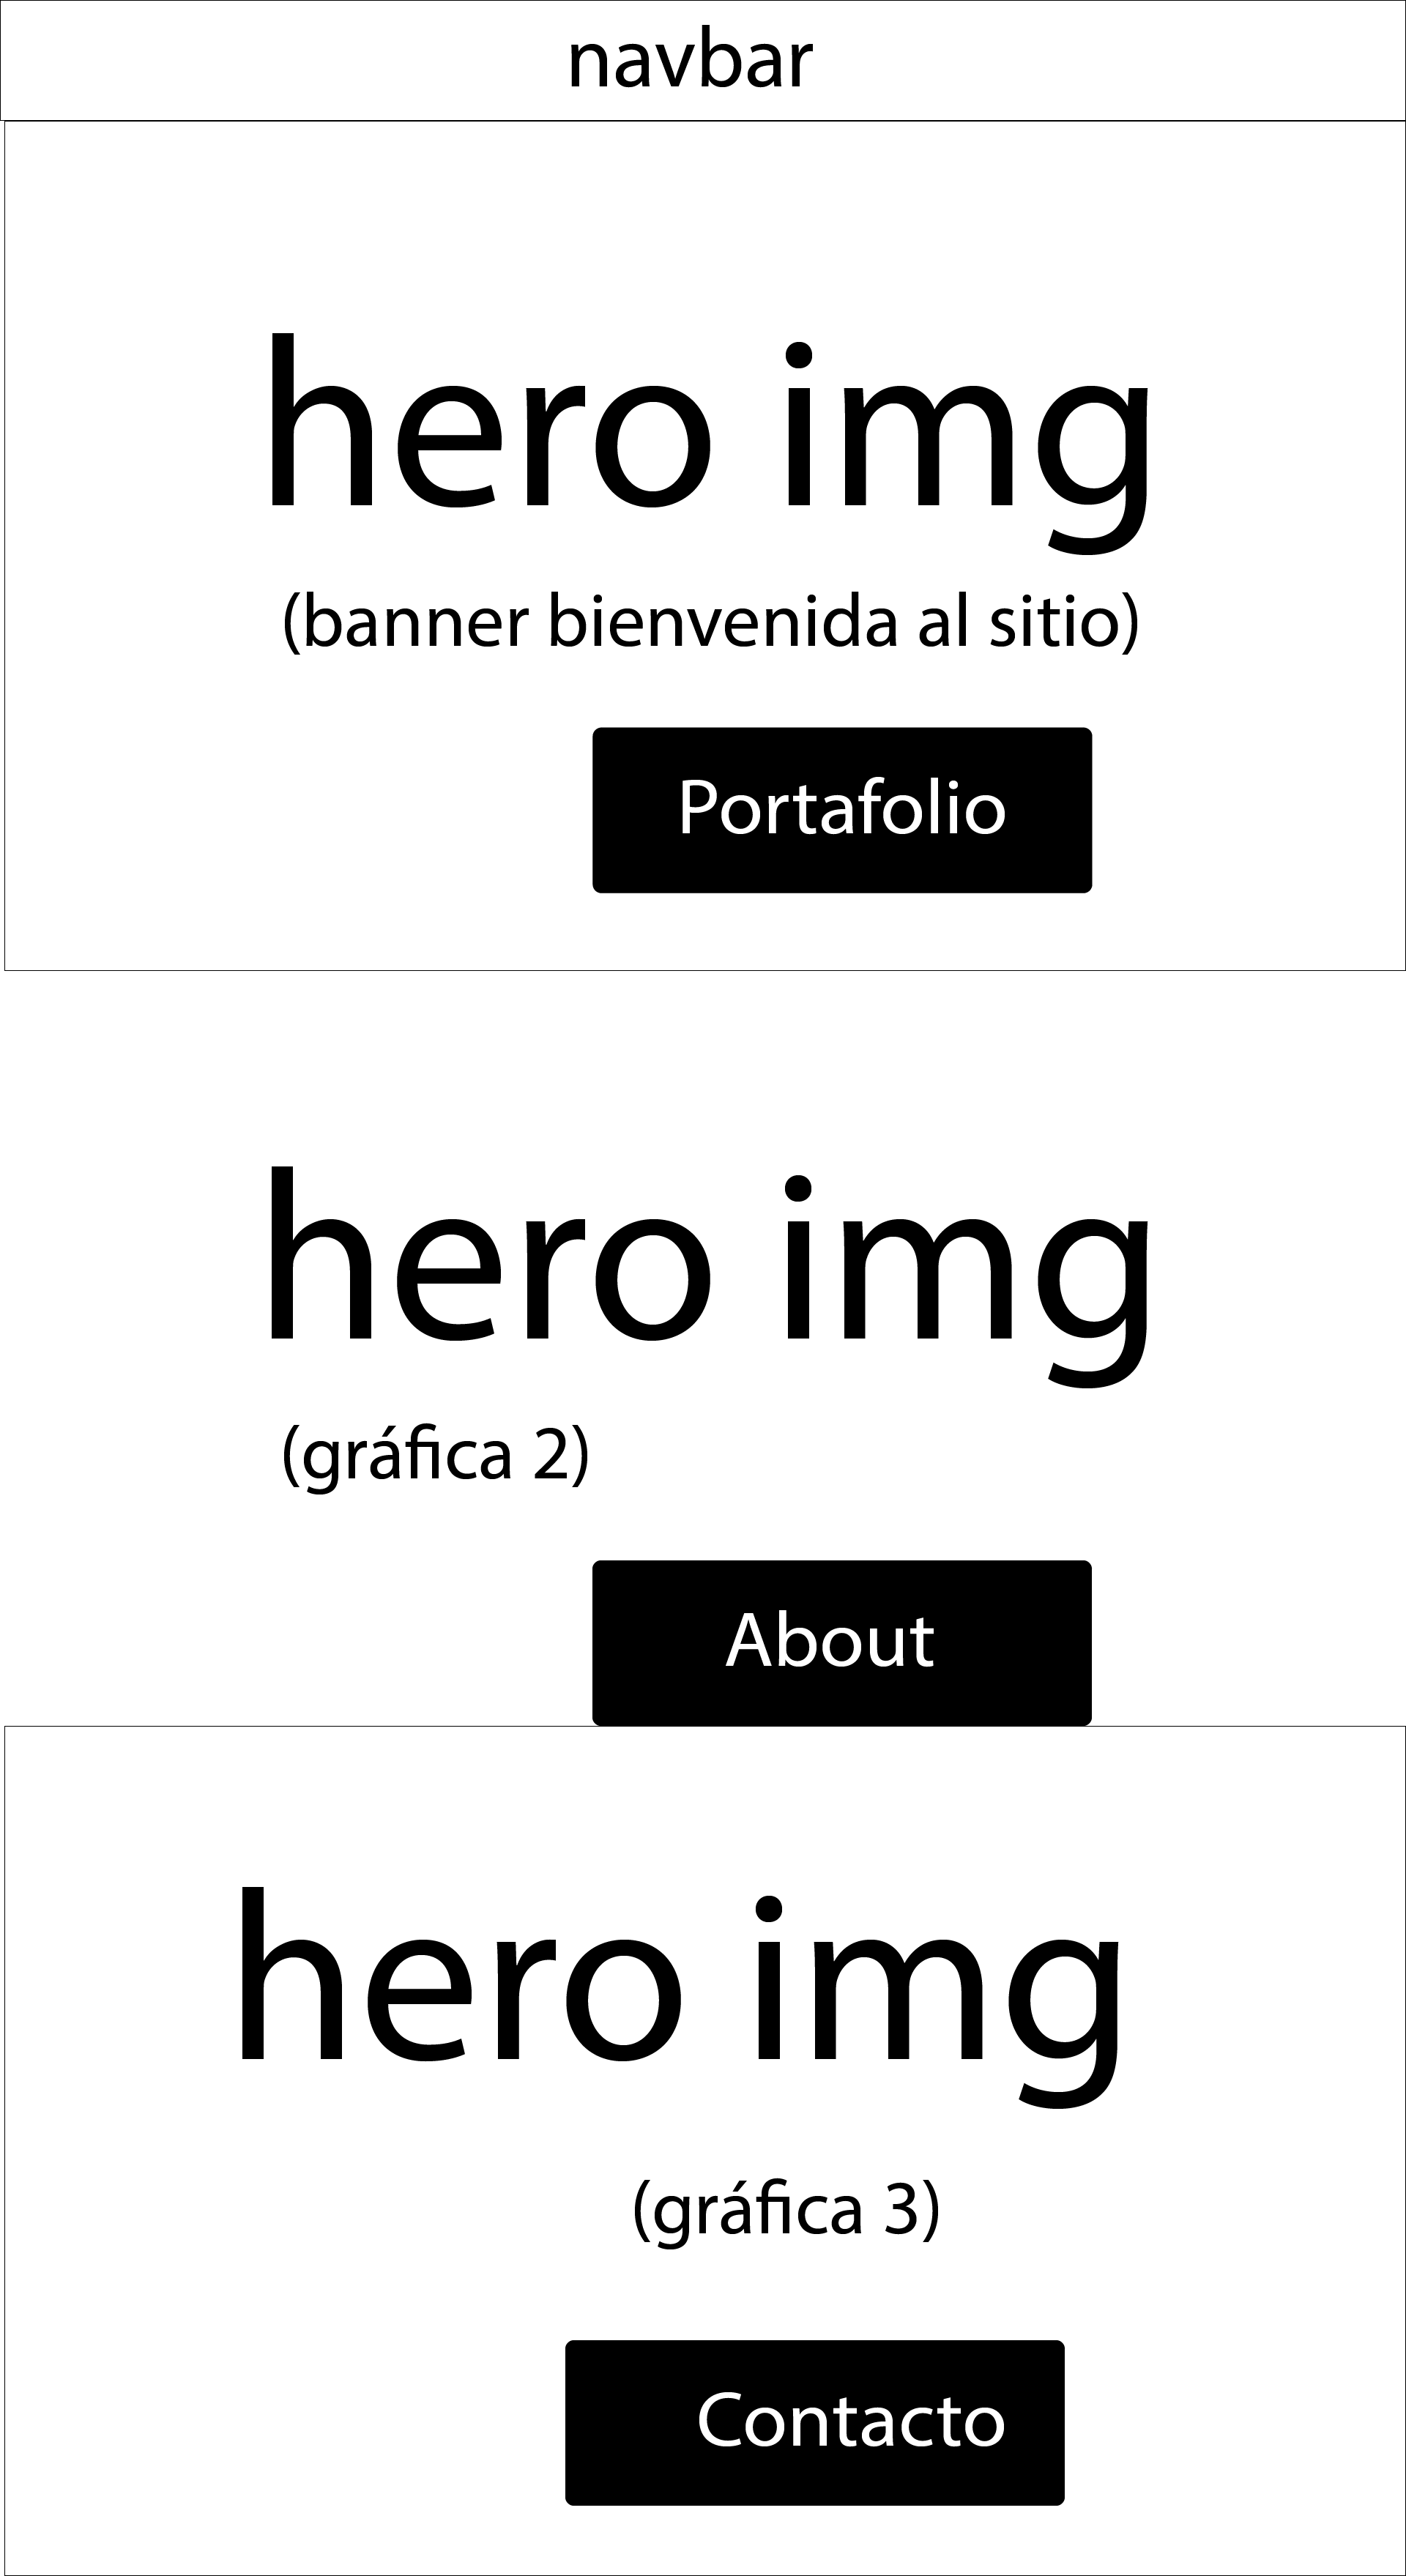 navbar
hero img
(banner bienvenida al sitio)
Portafolio
hero img
(gráfica 2)
About
hero img
(gráfica 3)
Contacto